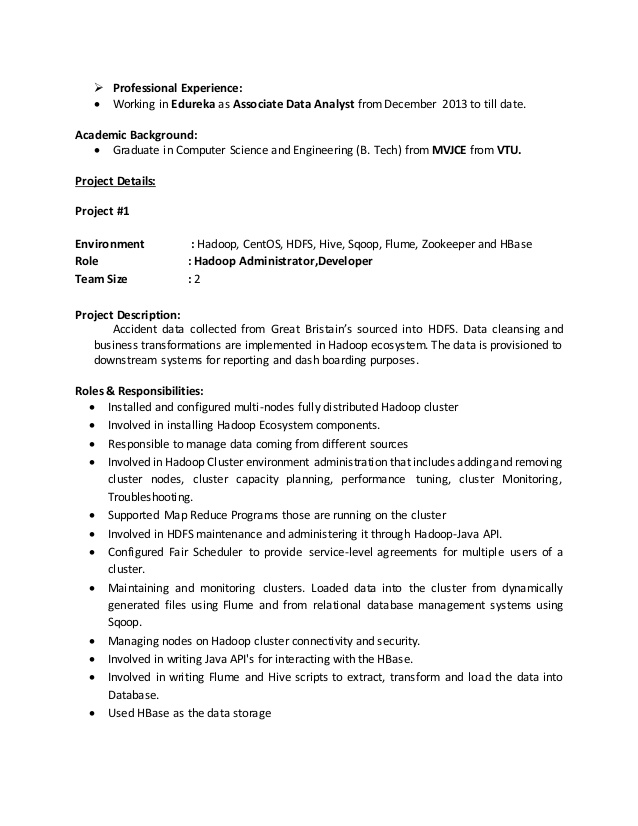 ➢ Professional Experience:
• Working in Edureka as Associate Data Analyst from December 2013 to till date.
Academic Background:
• Graduate in Computer Science and Engineering (B. Tech) from MVJCE from VTU.
Project Details:
Project #1
Environment : Hadoop, CentOS, HDFS, Hive, Sqoop, Flume, Zookeeper and HBase
Role : Hadoop Administrator,Developer
Team Size : 2
Project Description:
Accident data collected from Great Bristain’s sourced into HDFS. Data cleansing and
business transformations are implemented in Hadoop ecosystem. The data is provisioned to
downstream systems for reporting and dash boarding purposes.
Roles & Responsibilities:
• Installed and configured multi-nodes fully distributed Hadoop cluster
• Involved in installing Hadoop Ecosystem components.
• Responsible to manage data coming from different sources
• Involved in Hadoop Cluster environment administration that includes adding and removing
cluster nodes, cluster capacity planning, performance tuning, cluster Monitoring,
Troubleshooting.
• Supported Map Reduce Programs those are running on the cluster
• Involved in HDFS maintenance and administering it through Hadoop-Java API.
• Configured Fair Scheduler to provide service-level agreements for multiple users of a
cluster.
• Maintaining and monitoring clusters. Loaded data into the cluster from dynamically
generated files using Flume and from relational database management systems using
Sqoop.
• Managing nodes on Hadoop cluster connectivity and security.
• Involved in writing Java API's for interacting with the HBase.
• Involved in writing Flume and Hive scripts to extract, transform and load the data into
Database.
• Used HBase as the data storage